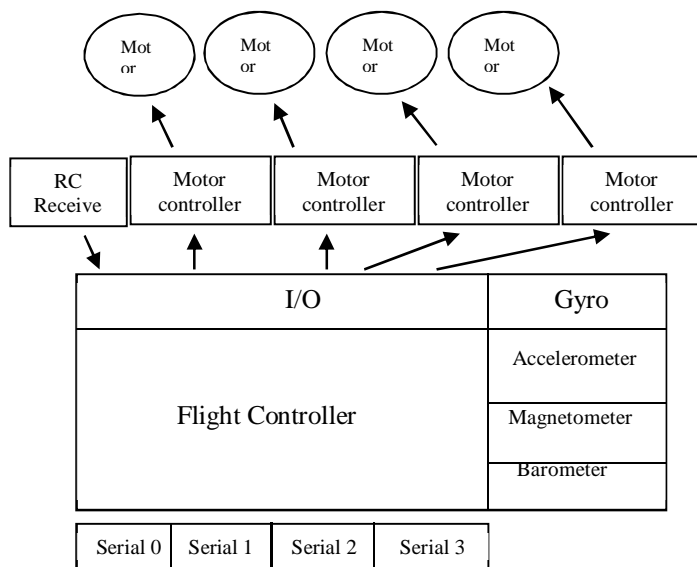 Mot
or
Mot
or
Mot
or
Mot
or
RC
Receive
Motor
controller
Motor
controller
Motor
controller
Motor
controller
I/O
Gyro
Flight Controller
Accelerometer
Magnetometer
Barometer
Serial 0
Serial 1
Serial 2
Serial 3